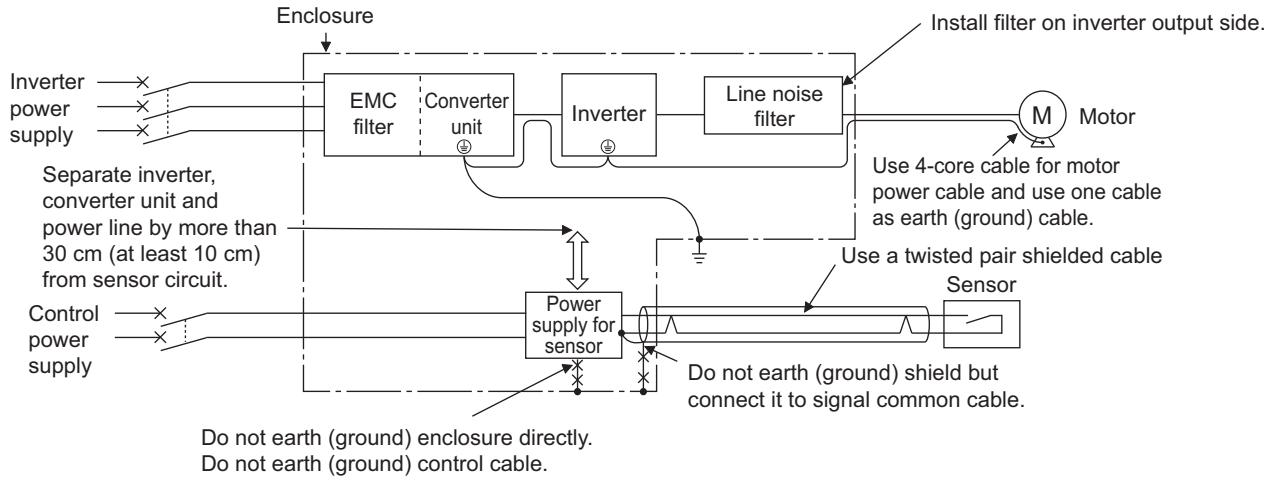 Enclosure
Install filter on inverter output side.
Inverter
power
supply
EMC
filter
Converter
unit
Inverter
Line noise
filter
M
Motor
Use 4-core cable for motor
power cable and use one cable
as earth (ground) cable.
Separate inverter,
converter unit and
power line by more than
30 cm (at least 10 cm)
from sensor circuit.
Use a twisted pair shielded cable
Sensor
Control
power
supply
Power
supply for
sensor
Do not earth (ground) shield but
connect it to signal common cable.
Do not earth (ground) enclosure directly.
Do not earth (ground) control cable.